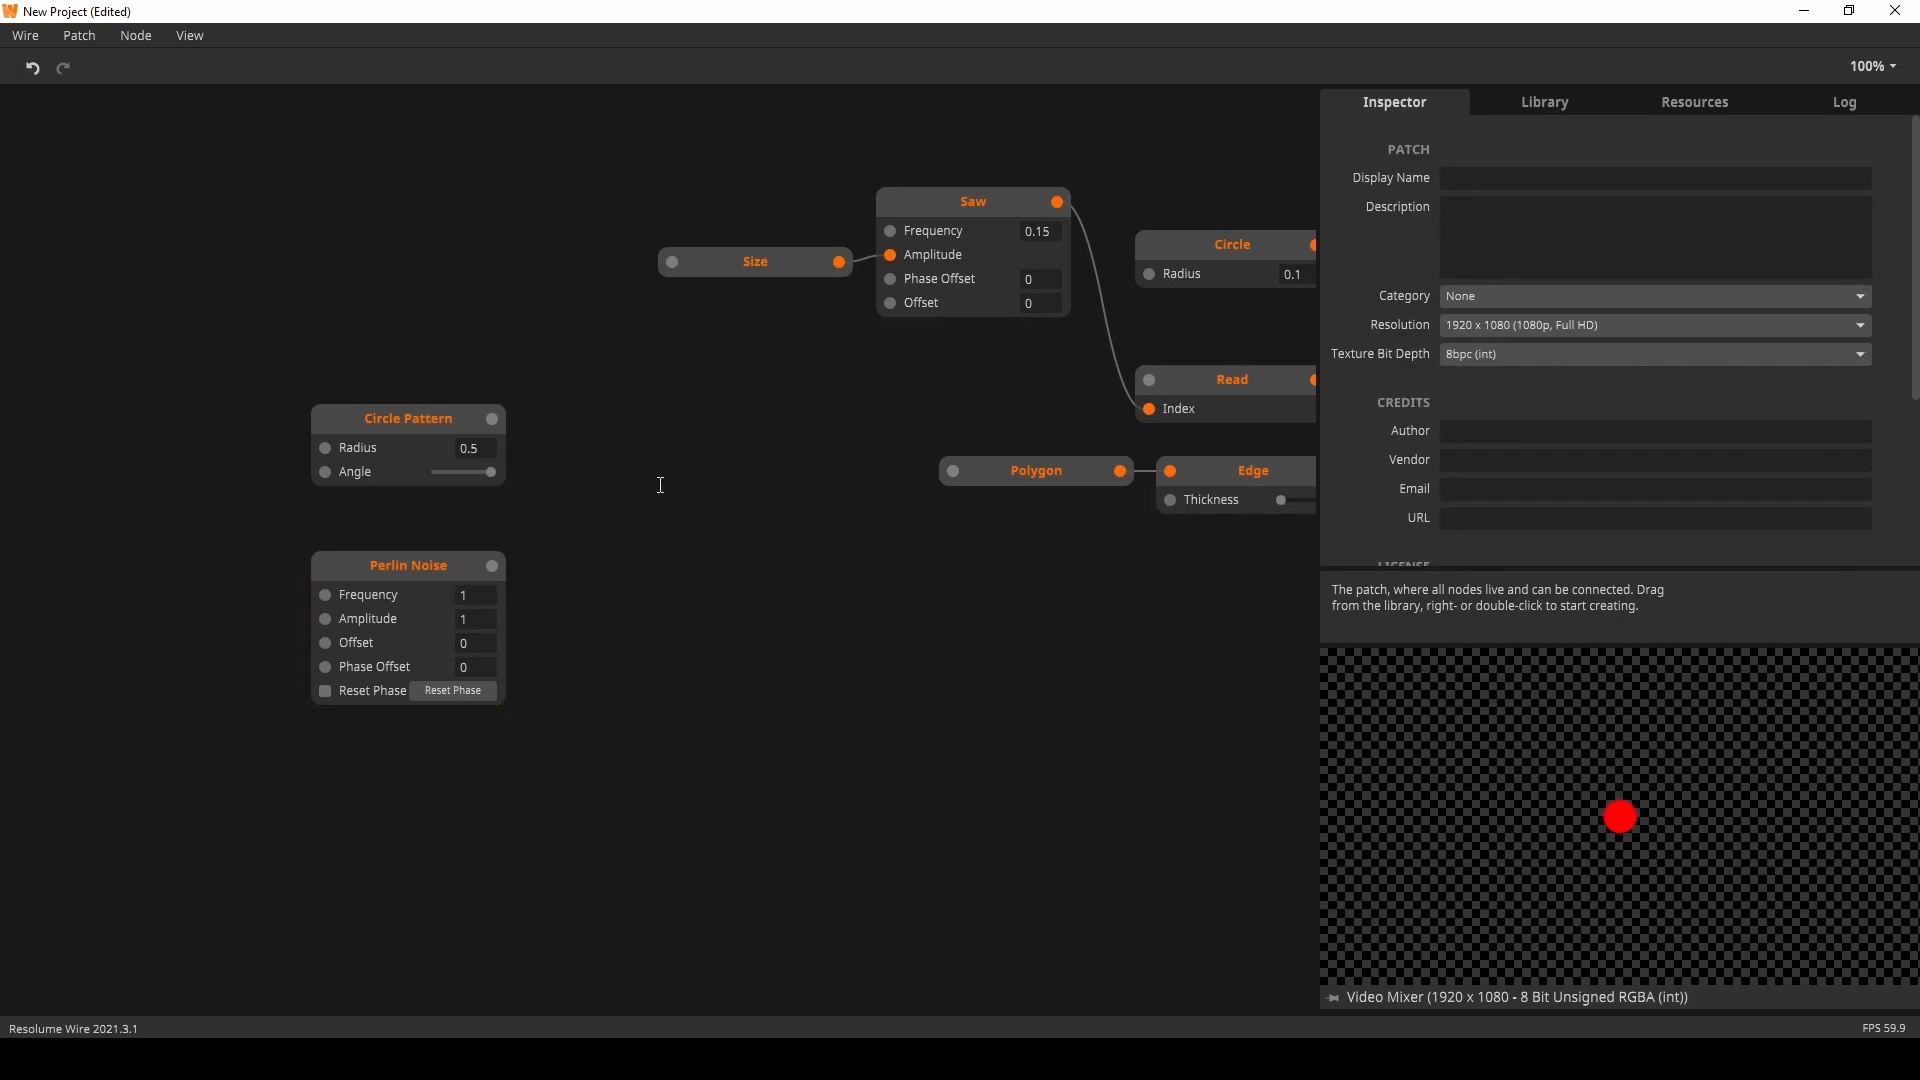 New Project (Edited)
Wire Patch Node View
100%
Inspector Library Resources Log
PATCH
Display Name
Description
Category None
Resolution 1920 x 1080 (1080p, Full HD)
Texture Bit Depth 8bpc (int)
CREDITS
Author
Vendor
Email
URL
LICENSE
The patch, where all nodes live and can be connected. Drag
from the library, right- or double-click to start creating.
Video Mixer (1920 x 1080 - 8 Bit Unsigned RGBA (int))
Saw
Frequency 0.15
Amplitude
Phase Offset 0
Offset 0
Size
Circle
Radius 0.1
Read
Index
Circle Pattern
Radius 0.5
Angle
Polygon
Edge
Thickness
Perlin Noise
Frequency 1
Amplitude 1
Offset 0
Phase Offset 0
Reset Phase Reset Phase
Resolume Wire 2021.3.1
FPS 59.9